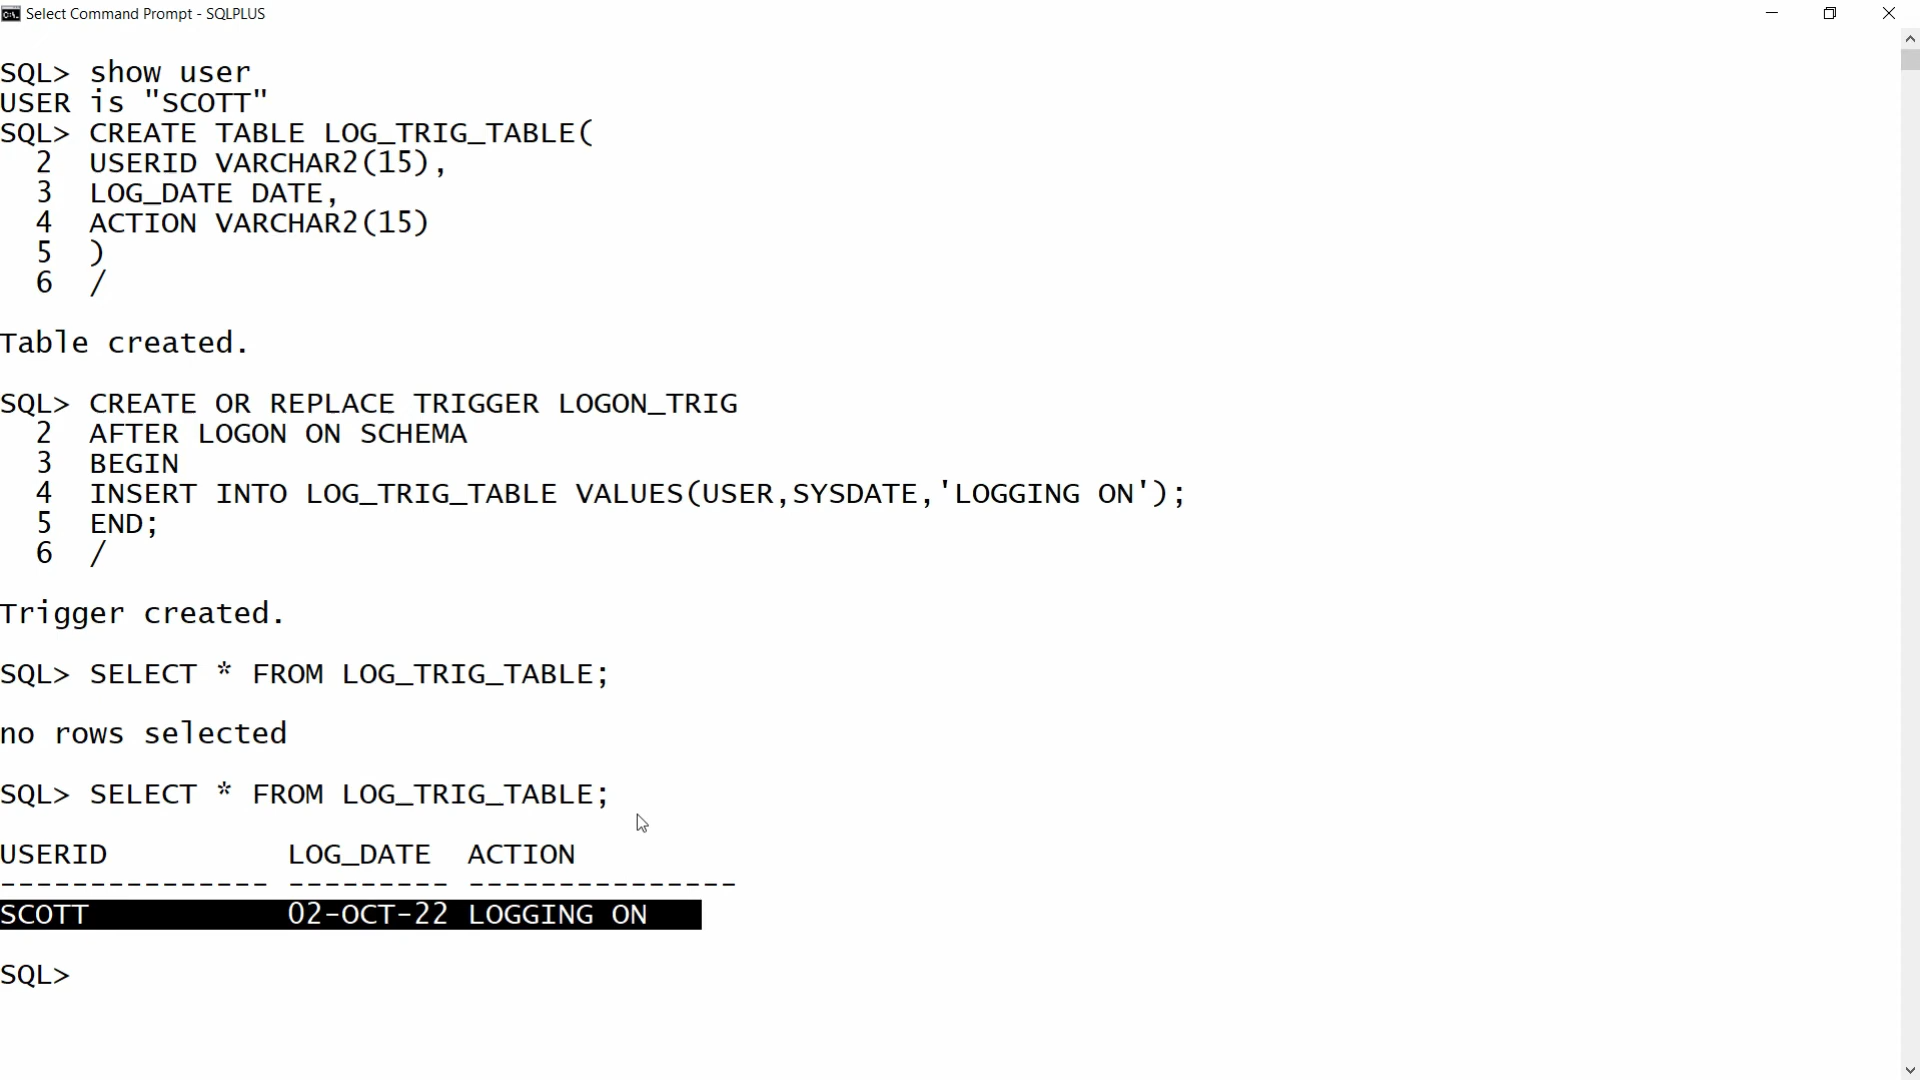 Select Command Prompt - SQLPLUS
SQL> show user
USER is "SCOTT"
SQL> CREATE TABLE LOG_TRIG_TABLE(
2 USERID VARCHAR2(15),
3 LOG_DATE DATE,
4 ACTION VARCHAR2(15)
5 )
6 /
Table created.
SQL> CREATE OR REPLACE TRIGGER LOGON_TRIG
2 AFTER LOGON ON SCHEMA
3 BEGIN
4 INSERT INTO LOG_TRIG_TABLE VALUES(USER,SYSDATE,'LOGGING ON');
5 END;
6 /
Trigger created.
SQL> SELECT * FROM LOG_TRIG_TABLE;
no rows selected
SQL> SELECT * FROM LOG_TRIG_TABLE;
USERID LOG_DATE ACTION
--------------- --------- ---------------
SCOTT 02-OCT-22 LOGGING ON
SQL>